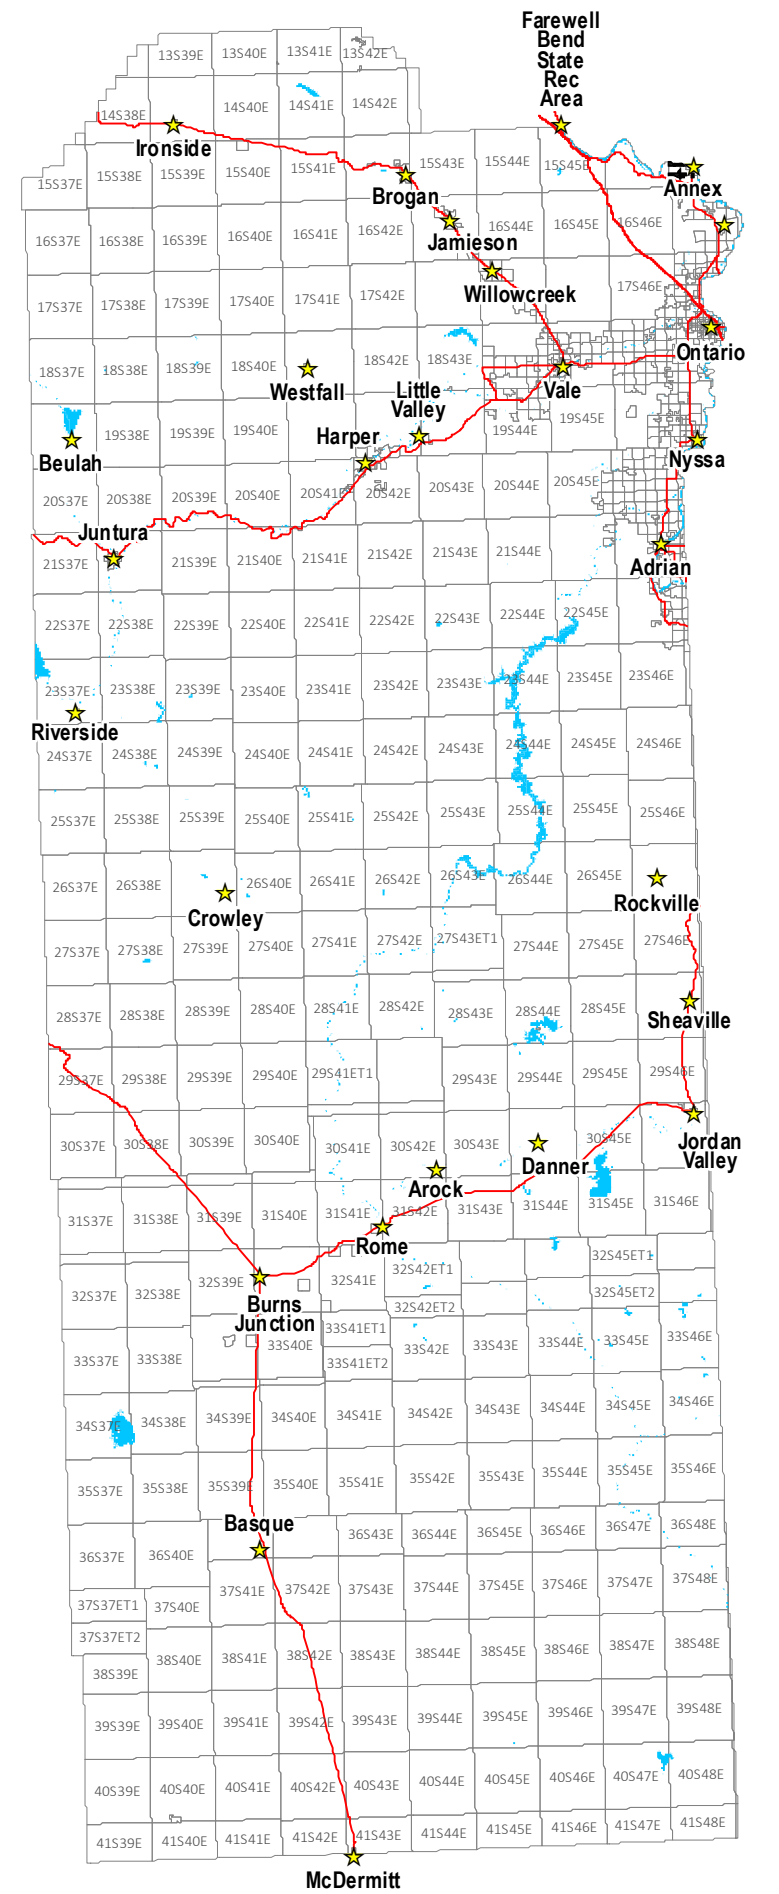 Farewell
Bend
State
Rec
Area
13S39E 13S40E 13S41E 13S42E
14S38E 14S40E 14S41E 14S42E
Ironside
15S37E 15S38E 15S39E 15S40E 15S41E 15S43E 15S44E 15S45E
Brogan
Annex
16S37E 16S38E 16S39E 16S40E 16S41E 16S42E 16S44E 16S45E 16S46E
Jamieson
17S37E 17S38E 17S39E 17S40E 17S41E 17S42E 17S46E
Willowcreek
Ontario
18S37E 18S38E 18S39E 18S40E 18S42E 18S43E
Westfall
Little
Valley
Vale
19S38E 19S39E 19S40E 19S44E 19S45E
Harper
Beulah
Nyssa
20S37E 20S38E 20S39E 20S40E 20S41E 20S42E 20S43E 20S44E 20S45E
Juntura
21S37E 21S39E 21S40E 21S41E 21S42E 21S43E 21S44E
Adrian
22S37E 22S38E 22S39E 22S40E 22S41E 22S42E 22S43E 22S44E 22S45E
23S37E 23S38E 23S39E 23S40E 23S41E 23S42E 23S43E 23S44E 23S45E 23S46E
Riverside
24S37E 24S38E 24S39E 24S40E 24S41E 24S42E 24S43E 24S44E 24S45E 24S46E
25S37E 25S38E 25S39E 25S40E 25S41E 25S42E 25S43E 25S44E 25S45E 25S46E
26S37E 26S38E 26S40E 26S41E 26S42E 26S43E 26S44E 26S45E
Crowley
Rockville
27S37E 27S38E 27S39E 27S40E 27S41E 27S42E 27S43ET1 27S44E 27S45E 27S46E
28S37E 28S38E 28S39E 28S40E 28S41E 28S42E 28S43E 28S44E 28S45E
Sheaville
29S37E 29S38E 29S39E 29S40E 29S41ET1 29S43E 29S44E 29S45E 29S46E
30S37E 30S38E 30S39E 30S40E 30S41E 30S42E 30S43E 30S45E
Jordan
Valley
Danner
Arock
31S37E 31S38E 31S39E 31S40E 31S41E 31S42E 31S43E 31S44E 31S45E 31S46E
Rome
32S37E 32S38E 32S39E 32S41E 32S42ET1 32S45ET1
32S42ET2 32S45ET2
Burns
Junction
33S41ET1
33S37E 33S38E 33S40E 33S41ET2 33S42E 33S43E 33S44E 33S45E 33S46E
34S37E 34S38E 34S39E 34S40E 34S41E 34S42E 34S43E 34S44E 34S45E 34S46E
35S37E 35S38E 35S39E 35S40E 35S41E 35S42E 35S43E 35S44E 35S45E 35S46E
Basque
36S37E 36S40E 36S43E 36S44E 36S45E 36S46E 36S47E 36S48E
37S37ET1 37S40E 37S41E 37S42E 37S43E 37S44E 37S45E 37S46E 37S47E 37S48E
37S37ET2
38S39E 38S40E 38S41E 38S42E 38S43E 38S44E 38S45E 38S46E 38S47E 38S48E
39S39E 39S40E 39S41E 39S42E 39S43E 39S44E 39S45E 39S46E 39S47E 39S48E
40S39E 40S40E 40S41E 40S42E 40S43E 40S44E 40S45E 40S46E 40S47E 40S48E
41S39E 41S40E 41S41E 41S42E 41S43E 41S44E 41S45E 41S46E 41S47E 41S48E
McDermitt